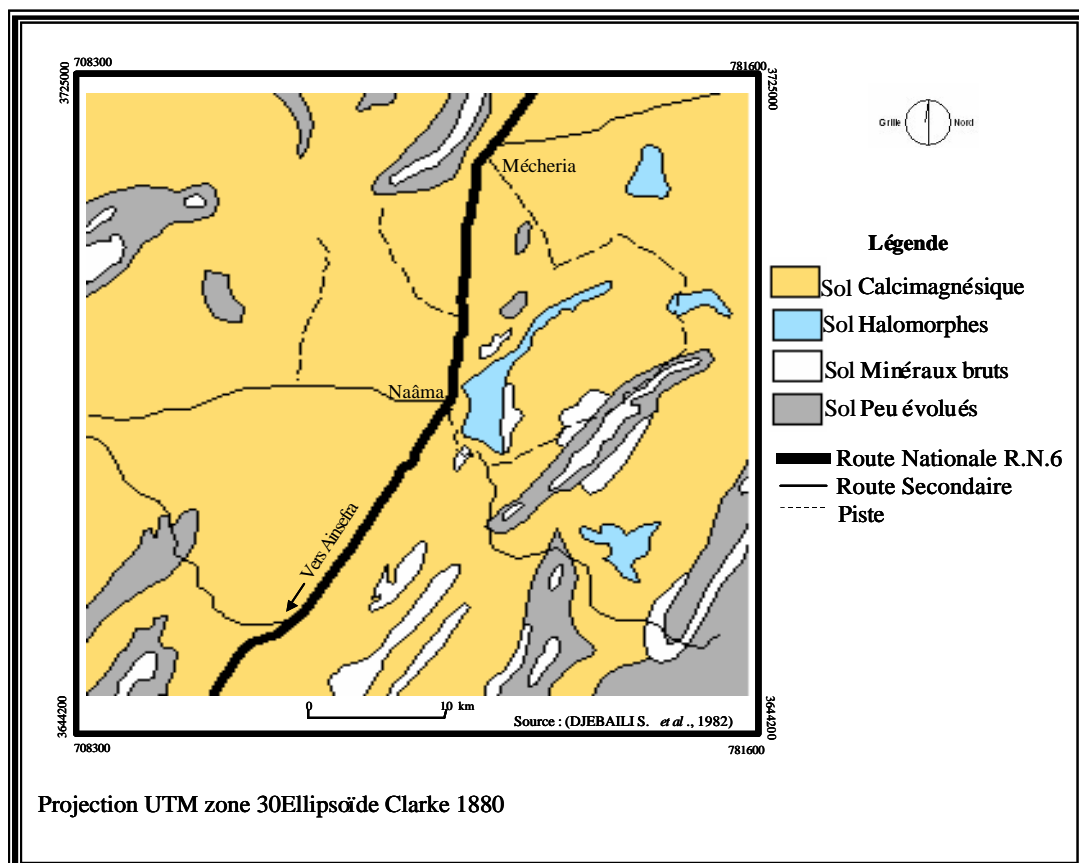 708300
781600
3725000
3725000
Grille Nord
Mécheria
Légende
Sol Calcimagnésique
Sol Halomorphes
Sol Minéraux bruts
Sol Peu évolués
Naâma
Route Nationale R.N.6
Route Secondaire
Piste
Vers Ainsefra
0 10 km
Source : (DJEBAILI S. et al ., 1982)
3644200
3644200
708300
781600
Projection UTM zone 30Ellipsoïde Clarke 1880